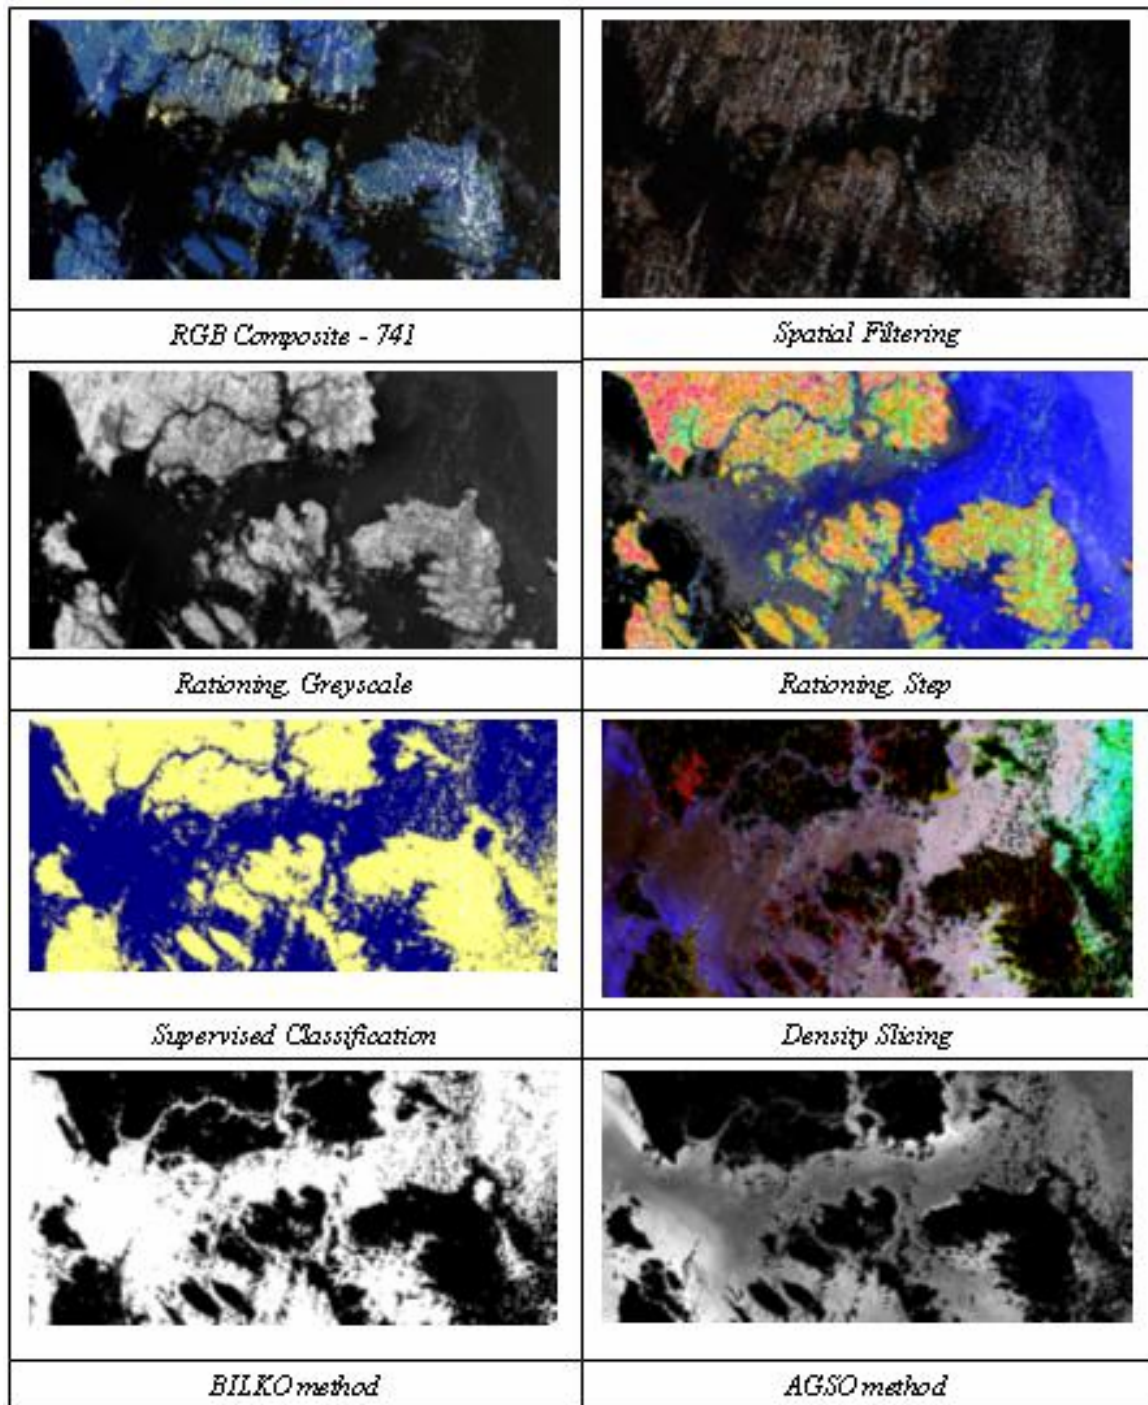 RGB Composite - 741
Spatial Filtering
Rationing, Greyscale
Rationing, Step
Supervised Classification
Density Slicing
BILKO method
AGSO method